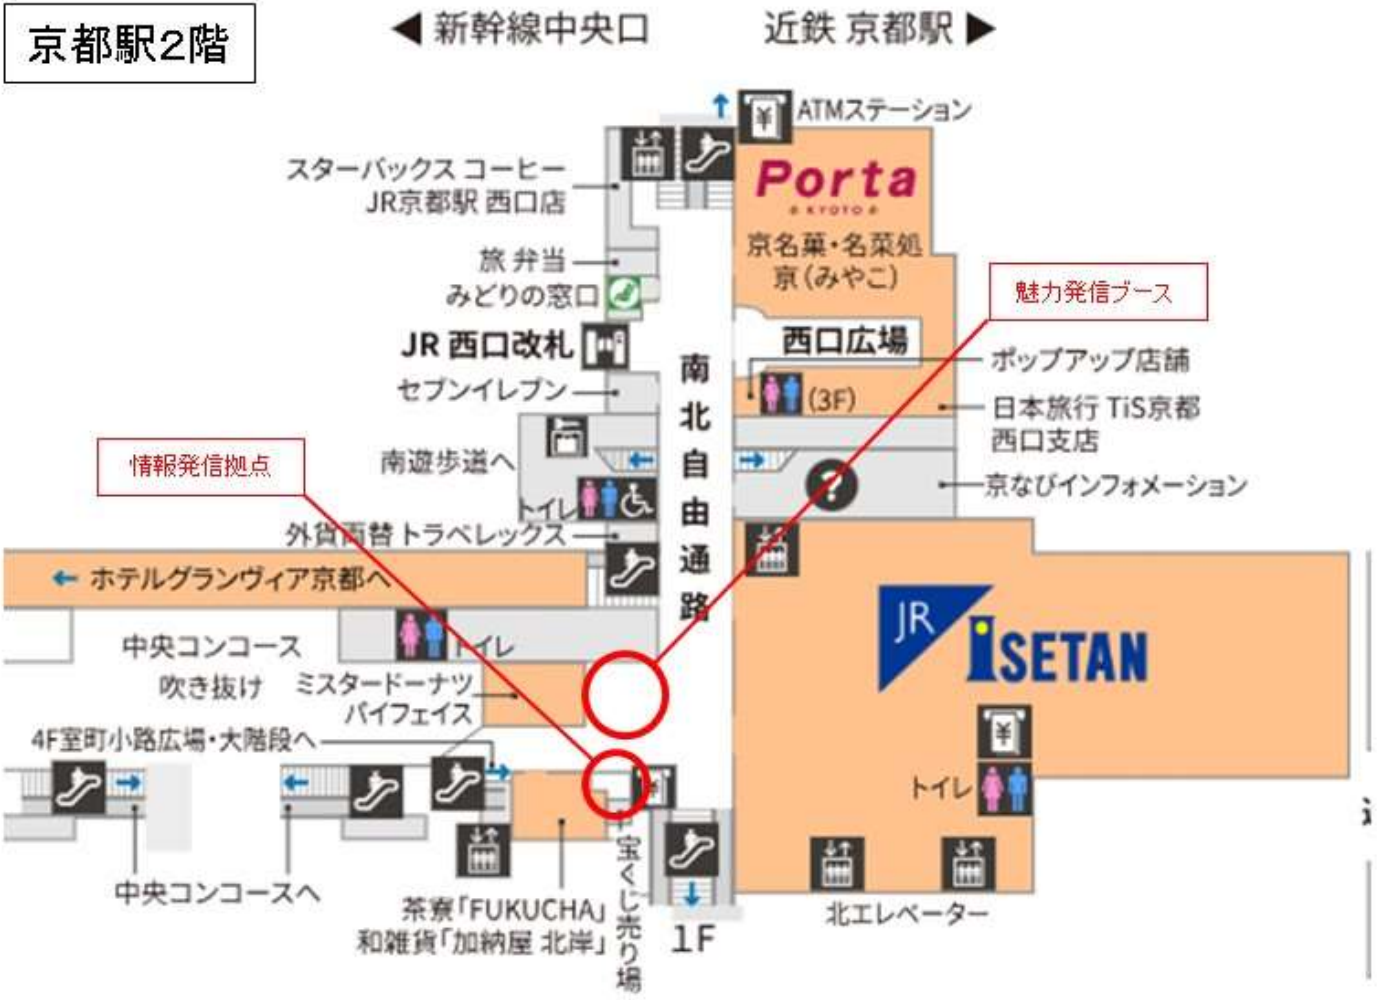 京都駅2階
◀ 新幹線中央口
近鉄 京都駅 ▶
ATMステーション
スターバックス コーヒー
JR京都駅 西口店
Porta
KYOTO
京名菓・名菜処
京(みやこ)
旅 弁当
みどりの窓口
魅力発信ブース
JR 西口改札
西口広場
ポップアップ店舗
セブンイレブン
(3F)
日本旅行 TiS京都
西口支店
南北自由通路
情報発信拠点
南遊歩道へ
?
京なびインフォメーション
トイレ
外貨両替 トラベレックス
← ホテルグランヴィア京都へ
JR
ISETAN
中央コンコース
吹き抜け
トイレ
ミスタードーナツ
パイフェイス
4F室町小路広場・大階段へ
トイレ
中央コンコースへ
宝くじ売り場
茶寮「FUKUCHA」
和雑貨「加納屋 北岸」
1F
北エレベーター